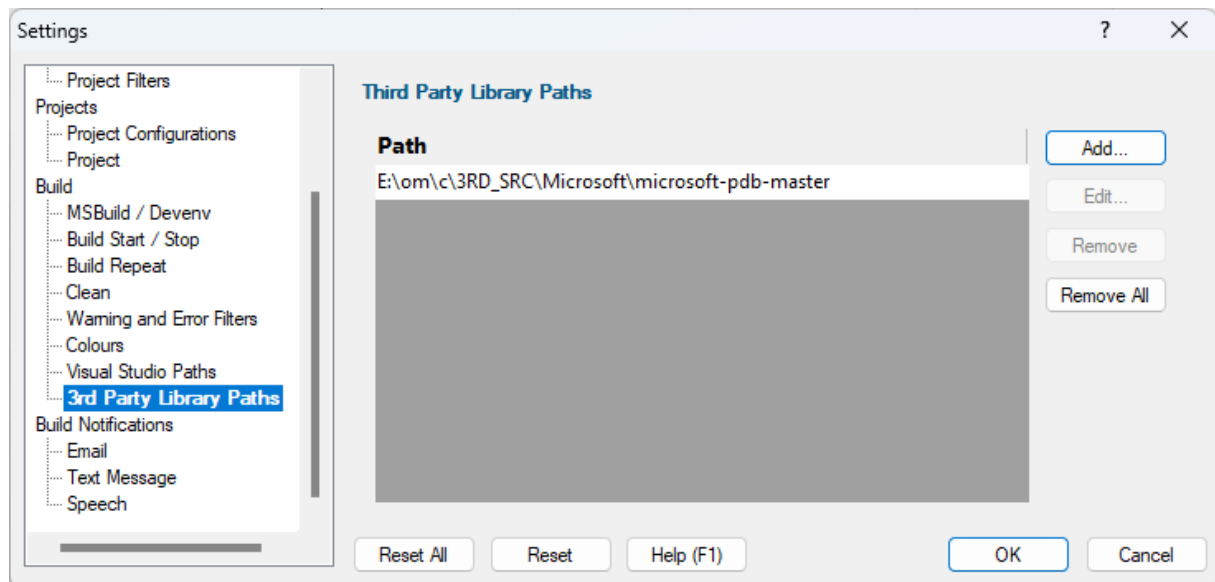 Settings
?
Project Filters
Projects
Project Configurations
Project
Build
MSBuild / Devenv
Build Start / Stop
Build Repeat
Clean
Warning and Error Filters
Colours
Visual Studio Paths
3rd Party Library Paths
Build Notifications
Email
Text Message
Speech
Third Party Library Paths
Path
E:\om\c\3RD_SRC\Microsoft\microsoft-pdb-master
Add...
Edit...
Remove
Remove All
Reset All
Reset
Help (F1)
OK
Cancel